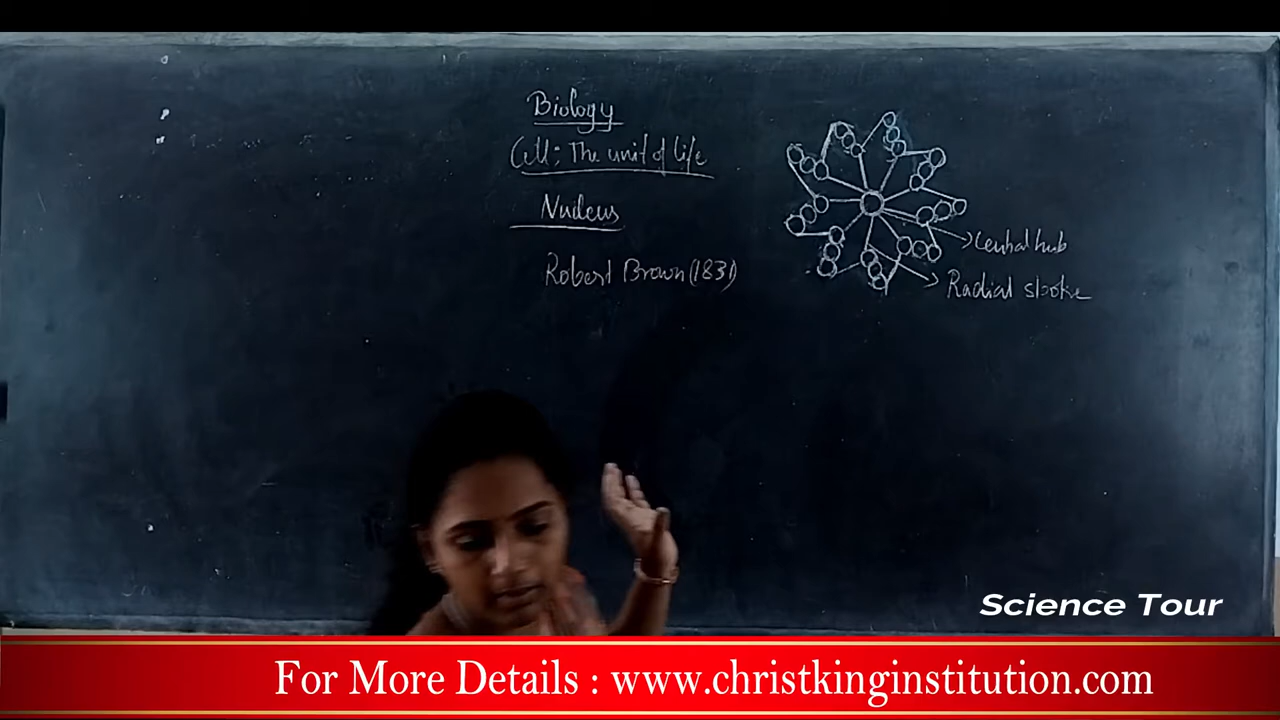 Biology
Cell: The unit of life
Nucleus
Robert Brown (1831)
Central hub
Radial spoke
Science Tour
For More Details : www.christkinginstitution.com